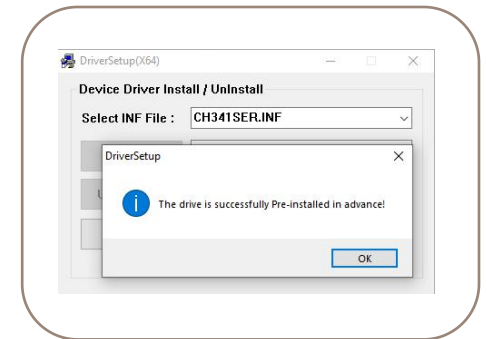 DriverSetup(X64)
Device Driver Install / UnInstall
Select INF File :
CH341SER.INF
DriverSetup
The drive is successfully Pre-installed in advance!
OK